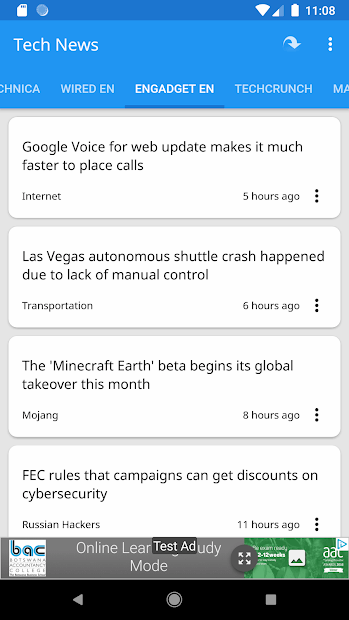 11:08
Tech News
CHNICA WIRED EN ENGADGET EN TECHCRUNCH MA
Google Voice for web update makes it much
faster to place calls
Internet 5 hours ago
Las Vegas autonomous shuttle crash happened
due to lack of manual control
Transportation 6 hours ago
The 'Minecraft Earth' beta begins its global
takeover this month
Mojang 8 hours ago
FEC rules that campaigns can get discounts on
cybersecurity
Russian Hackers 11 hours ago
Test Ad
bac
BOTSWANA
ACCOUNTANCY
COLLEGE
Online Lear
udy
Mode
2-12weeks
aat